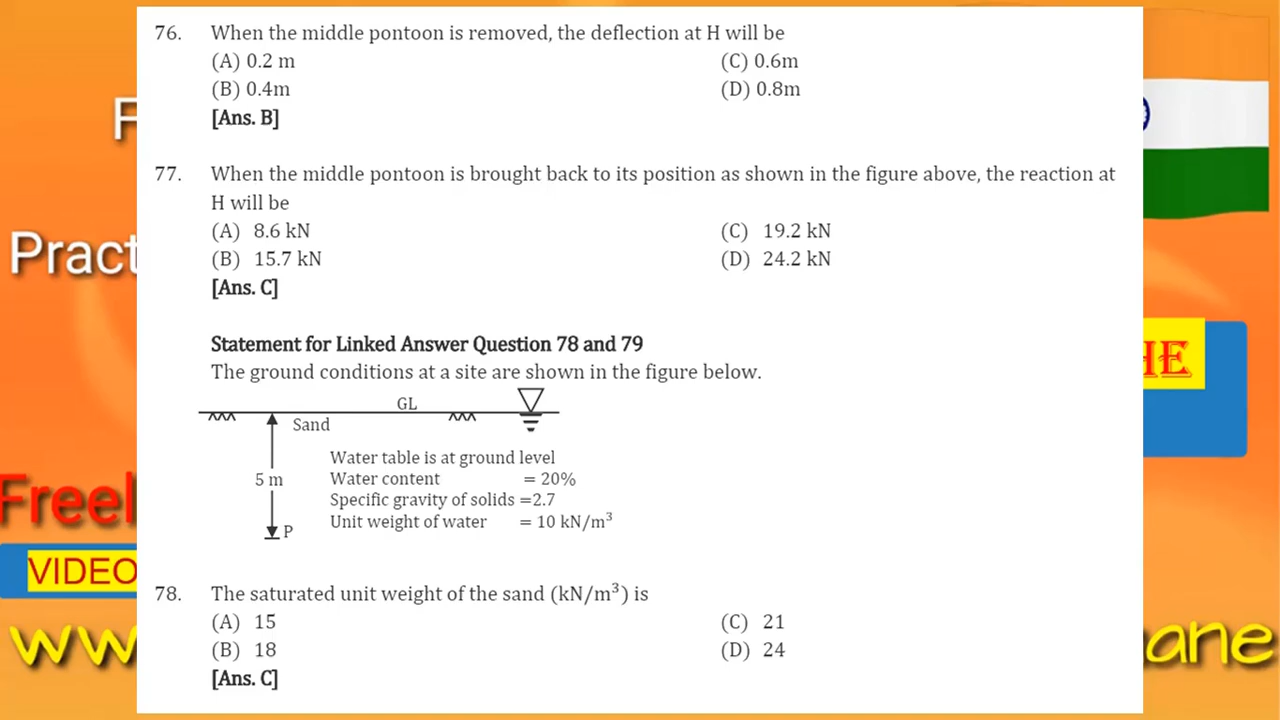 76. When the middle pontoon is removed, the deflection at H will be
(A) 0.2 m (C) 0.6m
(B) 0.4m (D) 0.8m
[Ans. B]
77. When the middle pontoon is brought back to its position as shown in the figure above, the reaction at
H will be
(A) 8.6 kN (C) 19.2 kN
(B) 15.7 kN (D) 24.2 kN
[Ans. C]
Statement for Linked Answer Question 78 and 79
The ground conditions at a site are shown in the figure below.
GL
Sand
Water table is at ground level
5 m Water content = 20%
Specific gravity of solids =2.7
Unit weight of water = 10 kN/m³
P
78. The saturated unit weight of the sand (kN/m³) is
(A) 15 (C) 21
(B) 18 (D) 24
[Ans. C]
F
Pract
Freel
VIDEO
ww
HE
ane